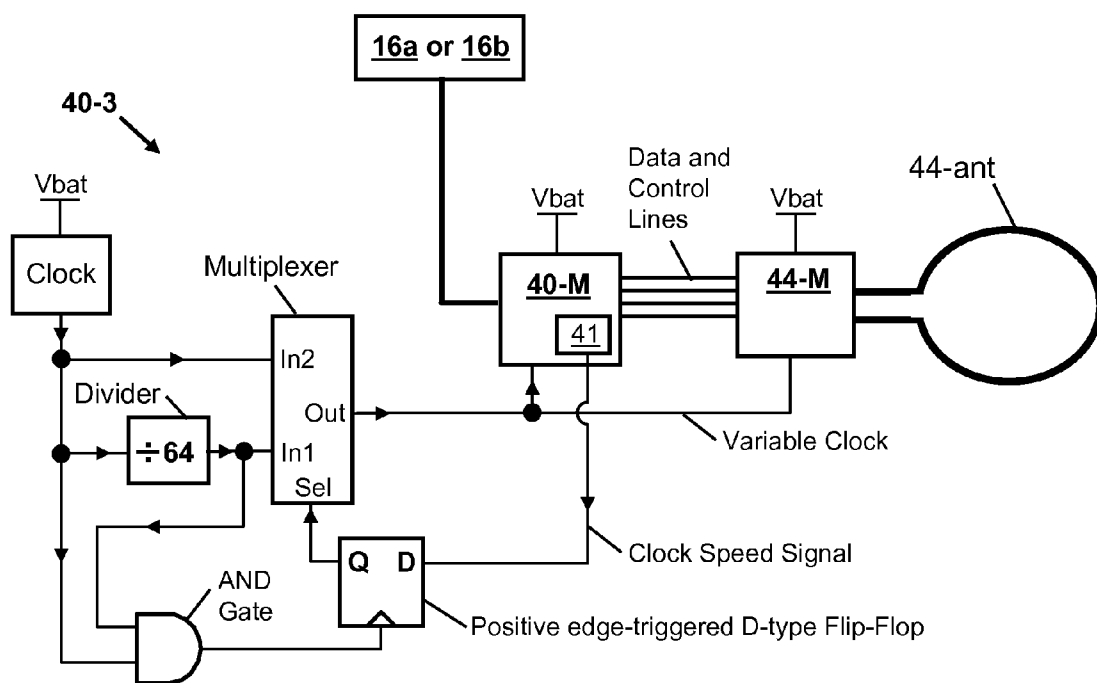 16a or 16b
40-3
Data and
Control
Lines
44-ant
Vbat
Vbat
Vbat
Clock
Multiplexer
40-M
44-M
41
In2
Divider
Out
÷64
In1
Variable Clock
Sel
Q D
Clock Speed Signal
AND
Gate
Positive edge-triggered D-type Flip-Flop